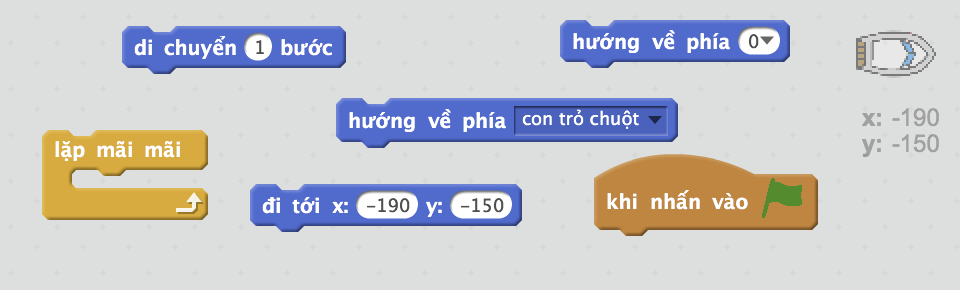 di chuyển 1 bước
hướng về phía 0
hướng về phía con trỏ chuột
x: -190
y: -150
lặp mãi mãi
đi tới x: -190 y: -150
khi nhấn vào